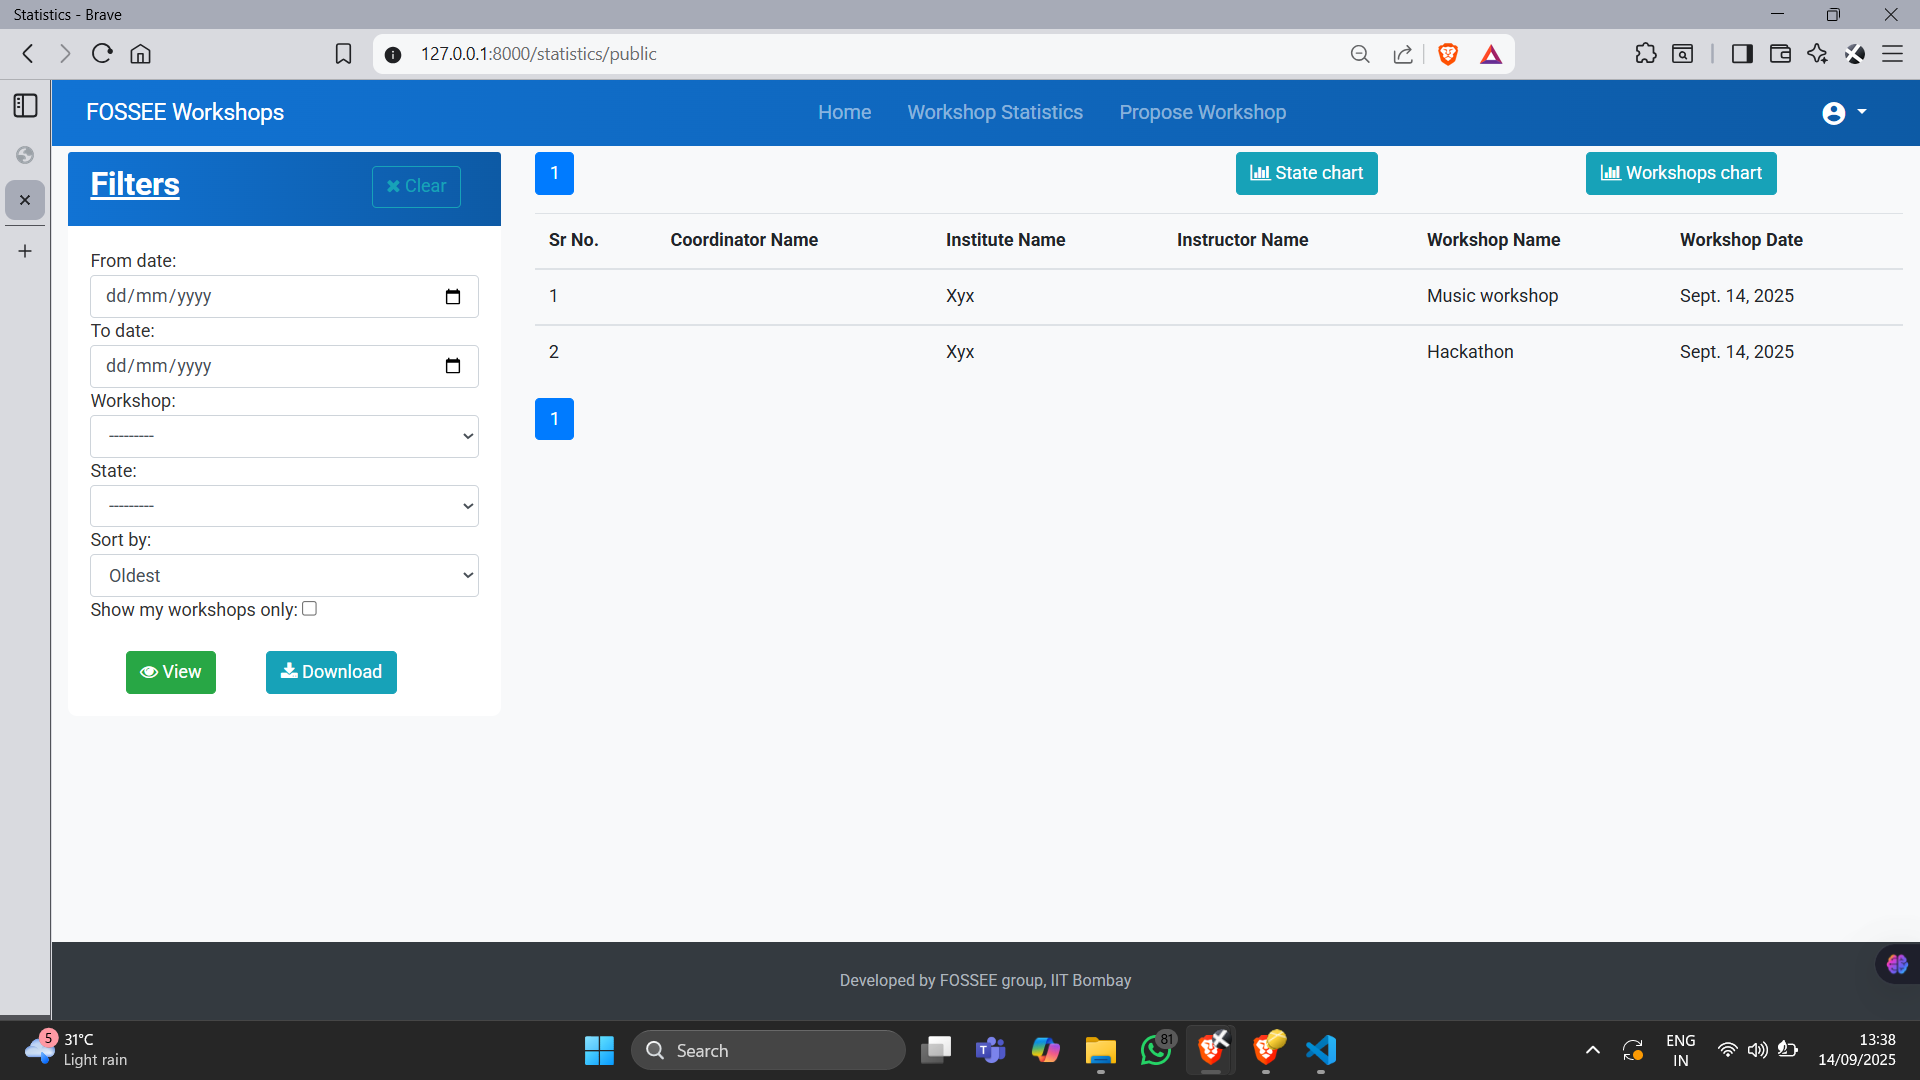 Statistics - Brave
127.0.0.1:8000/statistics/public
FOSSEE Workshops
Home
Workshop Statistics
Propose Workshop
Filters
Clear
From date:
dd/mm/yyyy
To date:
dd/mm/yyyy
Workshop:
---------
State:
---------
Sort by:
Oldest
Show my workshops only:
View
Download
1
State chart
Workshops chart
Sr No. Coordinator Name Institute Name Instructor Name Workshop Name Workshop Date
1 Xyx Music workshop Sept. 14, 2025
2 Xyx Hackathon Sept. 14, 2025
1
Developed by FOSSEE group, IIT Bombay
5
31°C
Light rain
Search
81
ENG
IN
13:38
14/09/2025